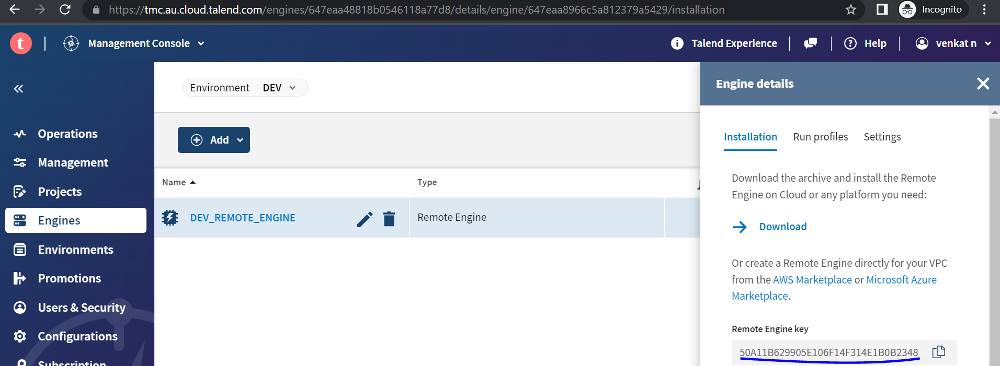 https://tmc.au.cloud.talend.com/engines/647eaa48818b0546118a77d8/details/engine/647eaa8966c5a812379a5429/installation
Incognito
t
Management Console
Talend Experience
Help
venkat n
Environment DEV
Engine details
Operations
Management
Projects
Engines
Environments
Promotions
Users & Security
Configurations
Subscription
Add
Name
Type
DEV_REMOTE_ENGINE
Remote Engine
Installation Run profiles Settings
Download the archive and install the Remote
Engine on Cloud or any platform you need:
Download
Or create a Remote Engine directly for your VPC
from the AWS Marketplace or Microsoft Azure
Marketplace.
Remote Engine key
50A11B629905E106F14F314E1B0B2348